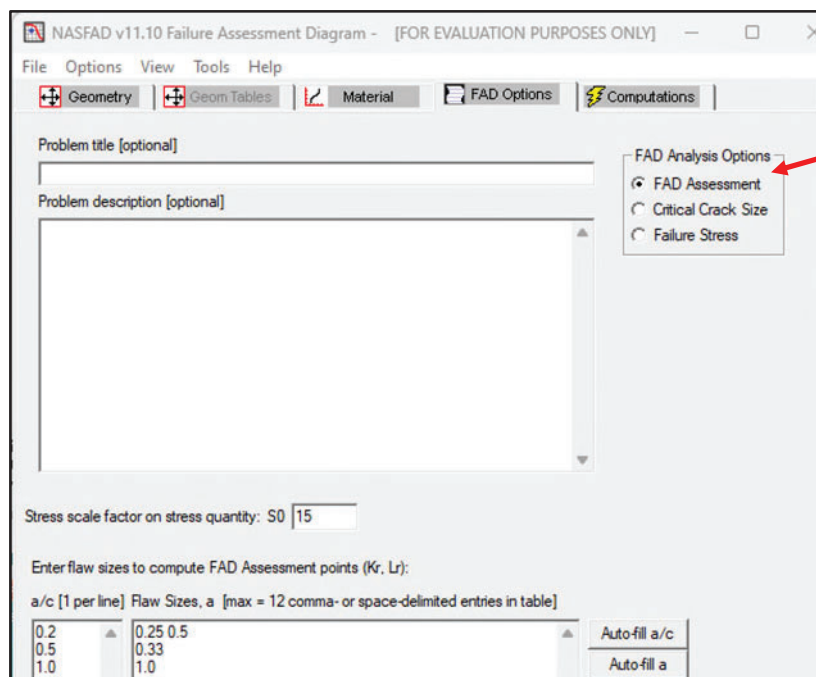 NASFAD v11.10 Failure Assessment Diagram - [FOR EVALUATION PURPOSES ONLY]
File Options View Tools Help
Geometry Geom Tables Material FAD Options Computations
Problem title [optional]
FAD Analysis Options
FAD Assessment
Problem description [optional]
Critical Crack Size
Failure Stress
Stress scale factor on stress quantity: S0 15
Enter flaw sizes to compute FAD Assessment points (Kr, Lr):
a/c [1 per line] Flaw Sizes, a [max = 12 comma- or space-delimited entries in table]
0.2 0.25 0.5 Auto-fill a/c
0.5 0.33
1.0 1.0 Auto-fill a